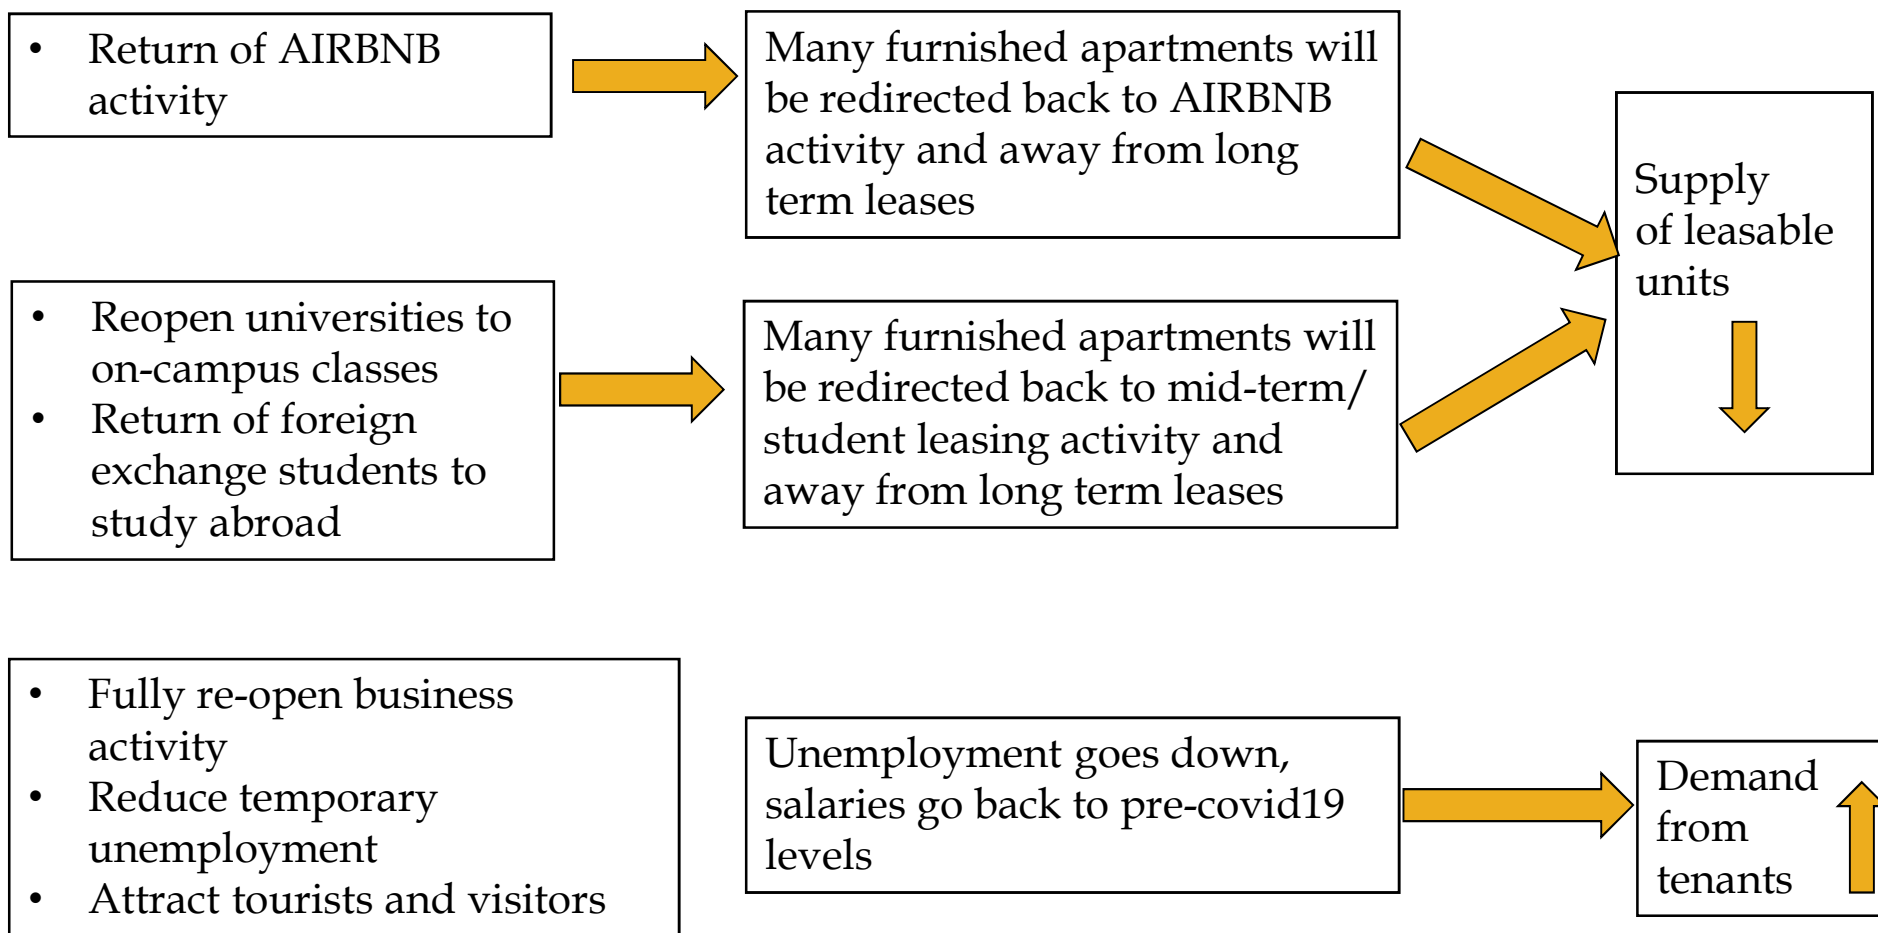 • Return of AIRBNB
activity
Many furnished apartments will
be redirected back to AIRBNB
activity and away from long
term leases
Supply
of leasable
units
• Reopen universities to
on-campus classes
• Return of foreign
exchange students to
study abroad
Many furnished apartments will
be redirected back to mid-term/
student leasing activity and
away from long term leases
• Fully re-open business
activity
• Reduce temporary
unemployment
• Attract tourists and visitors
Unemployment goes down,
salaries go back to pre-covid19
levels
Demand
from
tenants